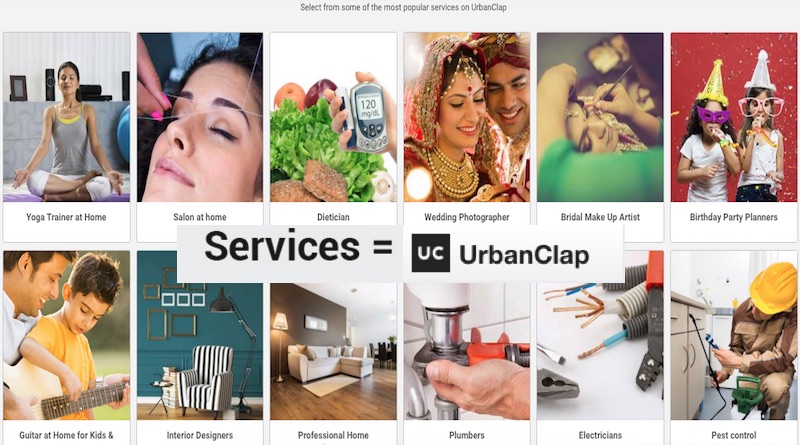 Select from some of the most popular services on UrbanClap
120
mg/dL
Yoga Trainer at Home
Salon at home
Dietician
Wedding Photographer
Bridal Make Up Artist
Birthday Party Planners
Services = UC UrbanClap
Guitar at Home for Kids &
Interior Designers
Professional Home
Plumbers
Electricians
Pest control